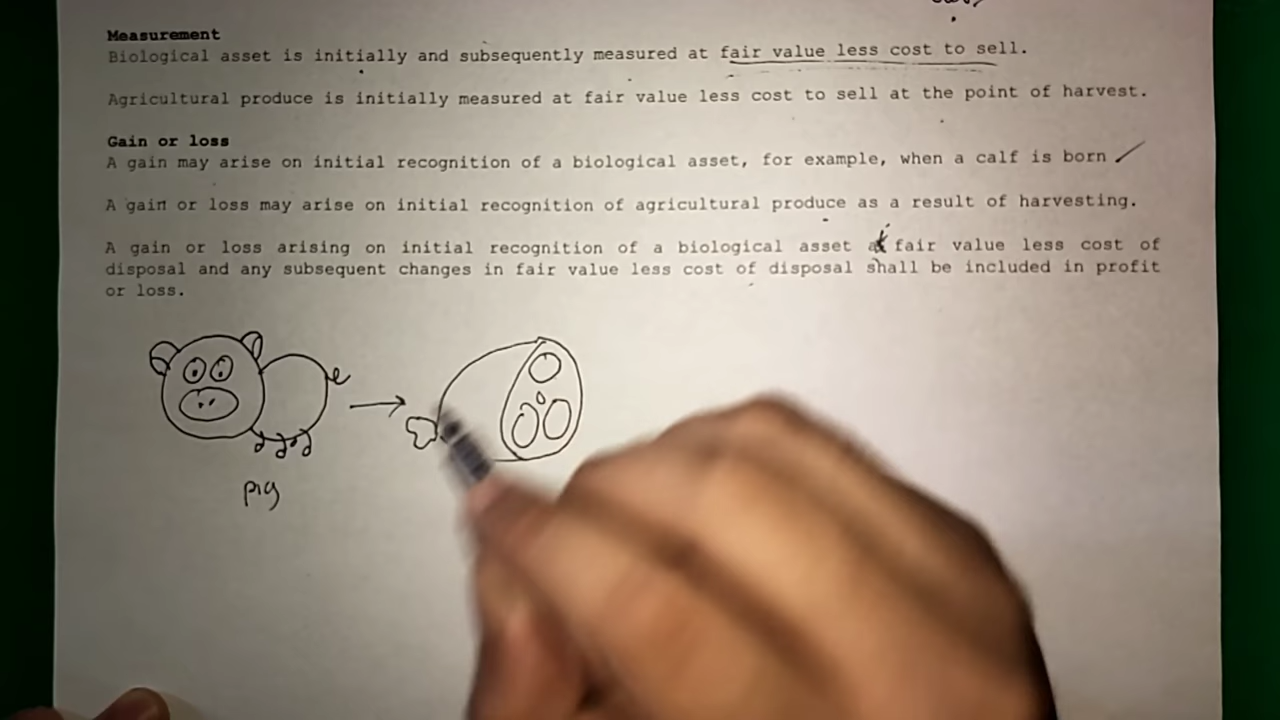 Measurement
Biological asset is initially and subsequently measured at fair value less cost to sell.
Agricultural produce is initially measured at fair value less cost to sell at the point of harvest.
Gain or loss
A gain may arise on initial recognition of a biological asset, for example, when a calf is born
A gain or loss may arise on initial recognition of agricultural produce as a result of harvesting.
A gain or loss arising on initial recognition of a biological asset at fair value less cost of
disposal and any subsequent changes in fair value less cost of disposal shall be included in profit
or loss.
pig